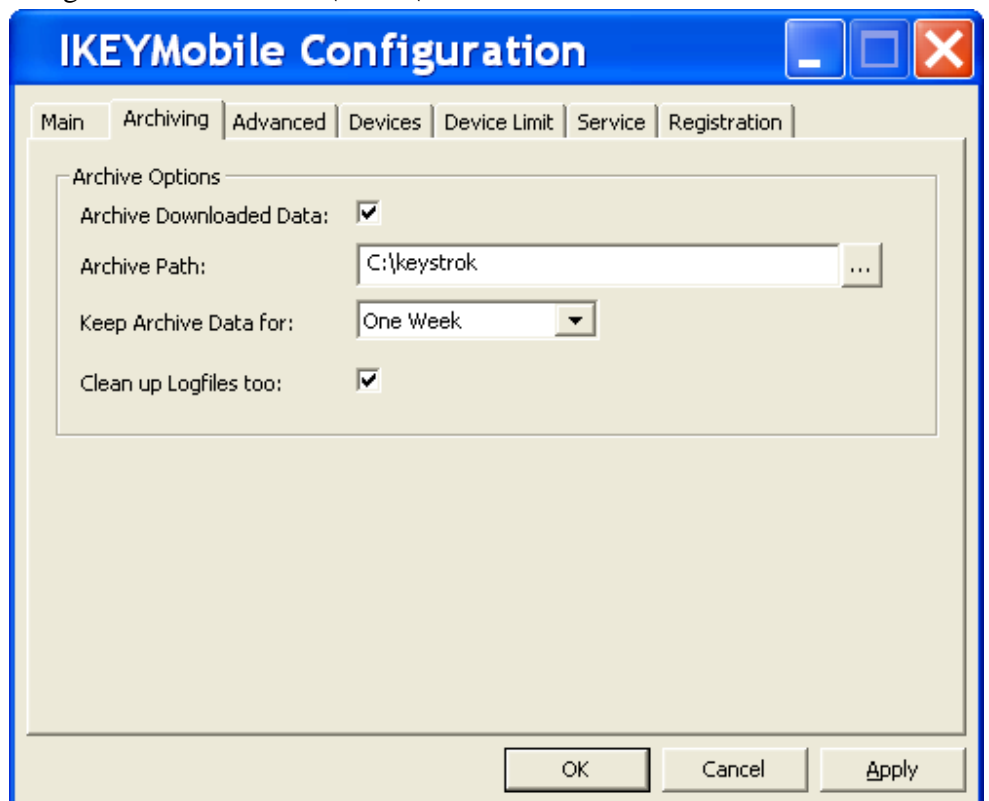 IKEYMobile Configuration
Main Archiving Advanced Devices Device Limit Service Registration
Archive Options
Archive Downloaded Data:
Archive Path: C:\keystrok ...
Keep Archive Data for: One Week
Clean up Logfiles too:
OK Cancel Apply